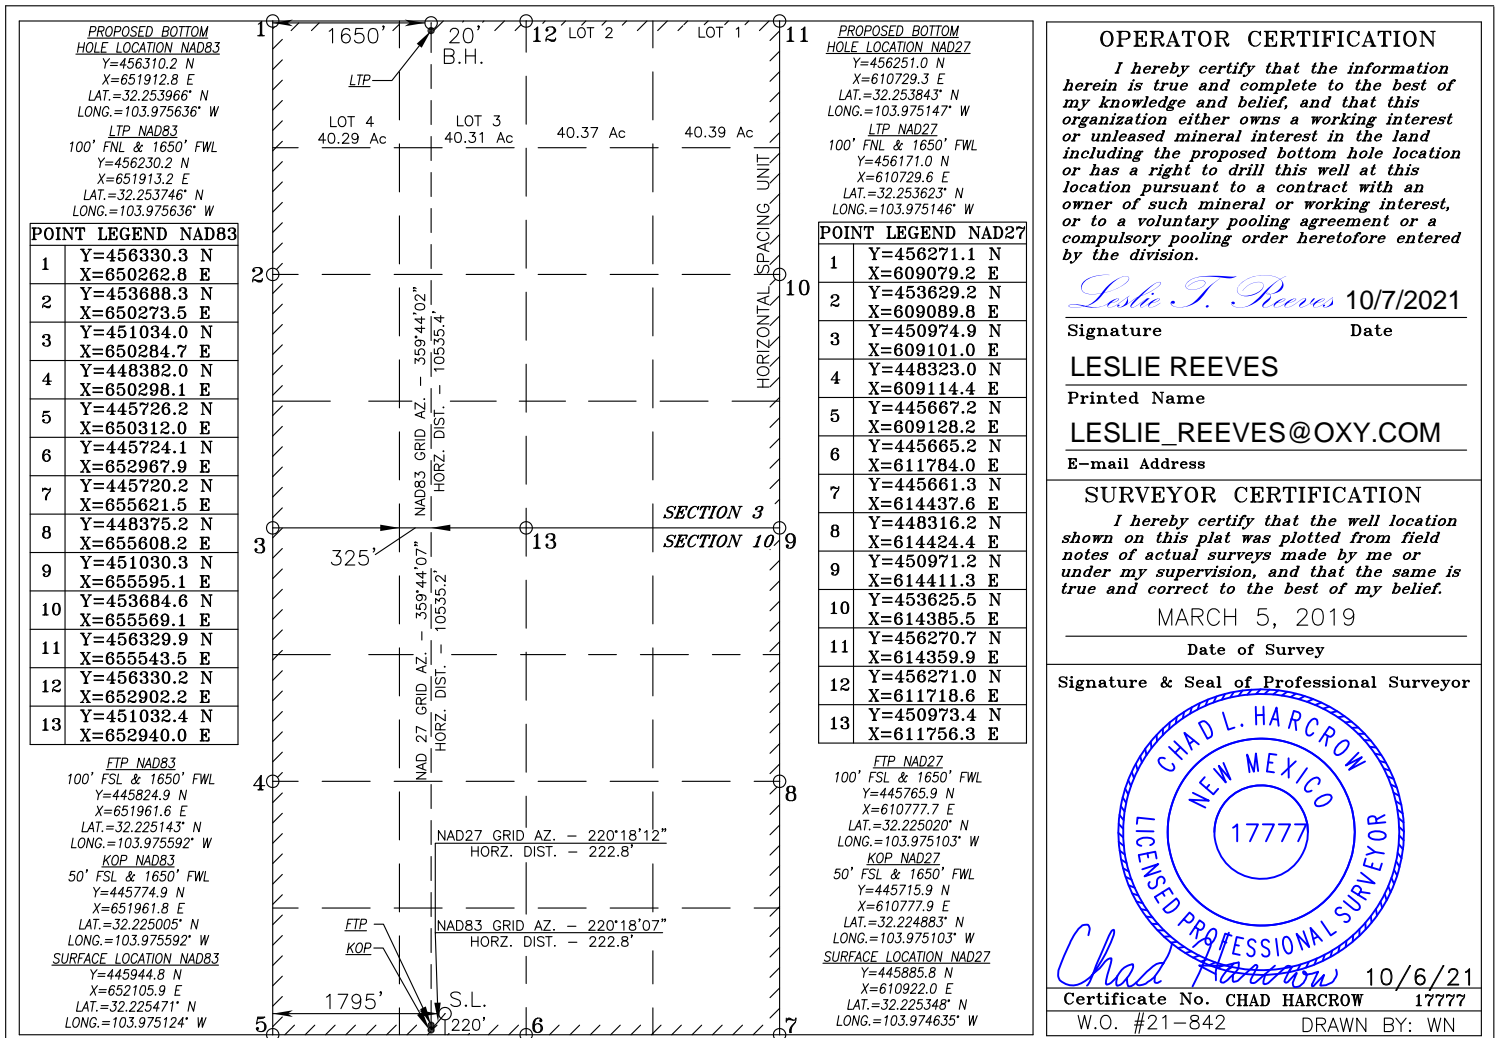 PROPOSED BOTTOM
HOLE LOCATION NAD83
Y=456310.2 N
X=651912.8 E
LAT.=32.253966° N
LONG.=103.975636° W
LTP NAD83
100' FNL & 1650' FWL
Y=456230.2 N
X=651913.2 E
LAT.=32.253746° N
LONG.=103.975636° W
POINT LEGEND NAD83
1 Y=456330.3 N
X=650262.8 E
2 Y=453688.3 N
X=650273.5 E
3 Y=451034.0 N
X=650284.7 E
4 Y=448382.0 N
X=650298.1 E
5 Y=445726.2 N
X=650312.0 E
6 Y=445724.1 N
X=652967.9 E
7 Y=445720.2 N
X=655621.5 E
8 Y=448375.2 N
X=655608.2 E
9 Y=451030.3 N
X=655595.1 E
10 Y=453684.6 N
X=655569.1 E
11 Y=456329.9 N
X=655543.5 E
12 Y=456330.2 N
X=652902.2 E
13 Y=451032.4 N
X=652940.0 E
FTP NAD83
100' FSL & 1650' FWL
Y=445824.9 N
X=651961.6 E
LAT.=32.225143° N
LONG.=103.975592° W
KOP NAD83
50' FSL & 1650' FWL
Y=445774.9 N
X=651961.8 E
LAT.=32.225005° N
LONG.=103.975592° W
SURFACE LOCATION NAD83
Y=445944.8 N
X=652105.9 E
LAT.=32.225471° N
LONG.=103.975124° W
1
1650'
20'
B.H.
12
LOT 2
LOT 1
11
LTP
LOT 4
40.29 Ac
LOT 3
40.31 Ac
40.37 Ac
40.39 Ac
HORIZONTAL SPACING UNIT
2
10
NAD83 GRID AZ. - 359°44'02"
HORZ. DIST. - 10535.4'
SECTION 3
3
325'
13
SECTION 10
9
NAD 27 GRID AZ. - 359°44'07"
HORZ. DIST. - 10535.2'
4
8
NAD27 GRID AZ. - 220°18'12"
HORZ. DIST. - 222.8'
FTP
KOP
NAD83 GRID AZ. - 220°18'07"
HORZ. DIST. - 222.8'
1795'
S.L.
5
220'
6
7
PROPOSED BOTTOM
HOLE LOCATION NAD27
Y=456251.0 N
X=610729.3 E
LAT.=32.253843° N
LONG.=103.975147° W
LTP NAD27
100' FNL & 1650' FWL
Y=456171.0 N
X=610729.6 E
LAT.=32.253623° N
LONG.=103.975146° W
POINT LEGEND NAD27
1 Y=456271.1 N
X=609079.2 E
2 Y=453629.2 N
X=609089.8 E
3 Y=450974.9 N
X=609101.0 E
4 Y=448323.0 N
X=609114.4 E
5 Y=445667.2 N
X=609128.2 E
6 Y=445665.2 N
X=611784.0 E
7 Y=445661.3 N
X=614437.6 E
8 Y=448316.2 N
X=614424.4 E
9 Y=450971.2 N
X=614411.3 E
10 Y=453625.5 N
X=614385.5 E
11 Y=456270.7 N
X=614359.9 E
12 Y=456271.0 N
X=611718.6 E
13 Y=450973.4 N
X=611756.3 E
FTP NAD27
100' FSL & 1650' FWL
Y=445765.9 N
X=610777.7 E
LAT.=32.225020° N
LONG.=103.975103° W
KOP NAD27
50' FSL & 1650' FWL
Y=445715.9 N
X=610777.9 E
LAT.=32.224883° N
LONG.=103.975103° W
SURFACE LOCATION NAD27
Y=445885.8 N
X=610922.0 E
LAT.=32.225348° N
LONG.=103.974635° W
OPERATOR CERTIFICATION
I hereby certify that the information
herein is true and complete to the best of
my knowledge and belief, and that this
organization either owns a working interest
or unleased mineral interest in the land
including the proposed bottom hole location
or has a right to drill this well at this
location pursuant to a contract with an
owner of such mineral or working interest,
or to a voluntary pooling agreement or a
compulsory pooling order heretofore entered
by the division.
Leslie T. Reeves 10/7/2021
Signature Date
LESLIE REEVES
Printed Name
LESLIE_REEVES@OXY.COM
E-mail Address
SURVEYOR CERTIFICATION
I hereby certify that the well location
shown on this plat was plotted from field
notes of actual surveys made by me or
under my supervision, and that the same is
true and correct to the best of my belief.
MARCH 5, 2019
Date of Survey
Signature & Seal of Professional Surveyor
CHAD L. HARCROW
NEW MEXICO
17777
LICENSED PROFESSIONAL SURVEYOR
Chad Harcrow 10/6/21
Certificate No. CHAD HARCROW 17777
W.O. #21-842 DRAWN BY: WN